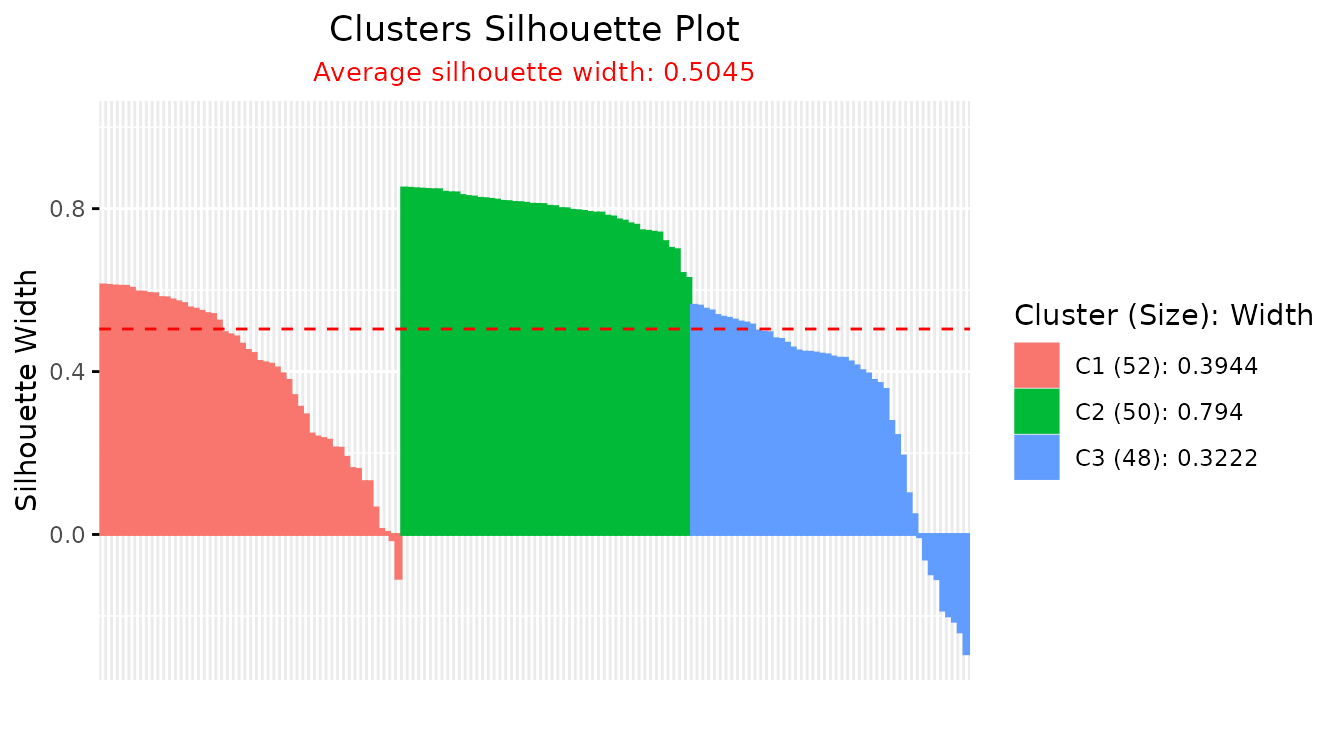 Clusters Silhouette Plot
Average silhouette width: 0.5045
Silhouette Width
0.8
0.4
0.0
Cluster (Size): Width
C1 (52): 0.3944
C2 (50): 0.794
C3 (48): 0.3222